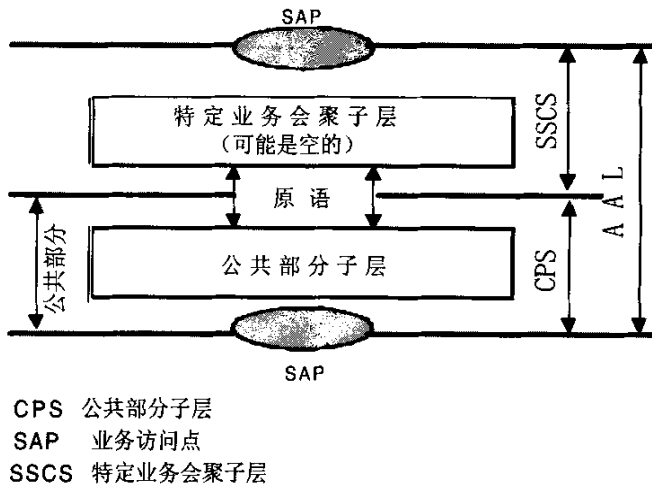 SAP
特定业务会聚子层
(可能是空的)
SSCS
原语
AAL
公共部分
公共部分子层
CPS
SAP
CPS 公共部分子层
SAP 业务访问点
SSCS 特定业务会聚子层